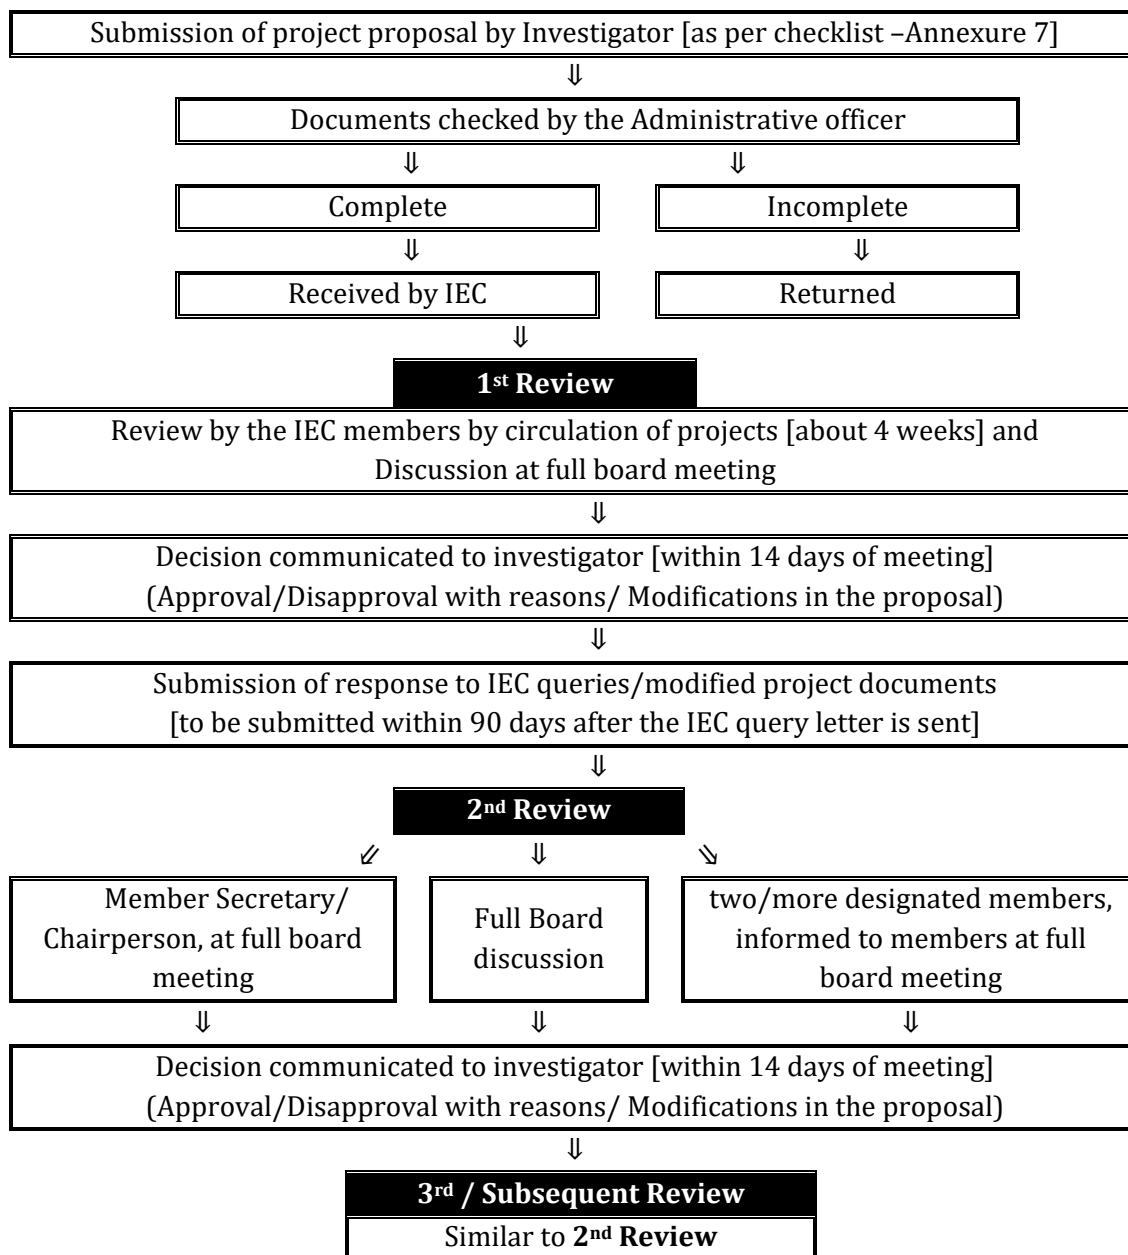 Submission of project proposal by Investigator [as per checklist –Annexure 7]
⇓
Documents checked by the Administrative officer
⇓ ⇓
Complete Incomplete
⇓ ⇓
Received by IEC Returned
⇓
1st Review
Review by the IEC members by circulation of projects [about 4 weeks] and
Discussion at full board meeting
⇓
Decision communicated to investigator [within 14 days of meeting]
(Approval/Disapproval with reasons/ Modifications in the proposal)
⇓
Submission of response to IEC queries/modified project documents
[to be submitted within 90 days after the IEC query letter is sent]
⇓
2nd Review
⇙ ⇓ ⇘
Member Secretary/
Chairperson, at full board
meeting
Full Board
discussion
two/more designated members,
informed to members at full
board meeting
⇓ ⇓ ⇓
Decision communicated to investigator [within 14 days of meeting]
(Approval/Disapproval with reasons/ Modifications in the proposal)
⇓
3rd / Subsequent Review
Similar to 2nd Review